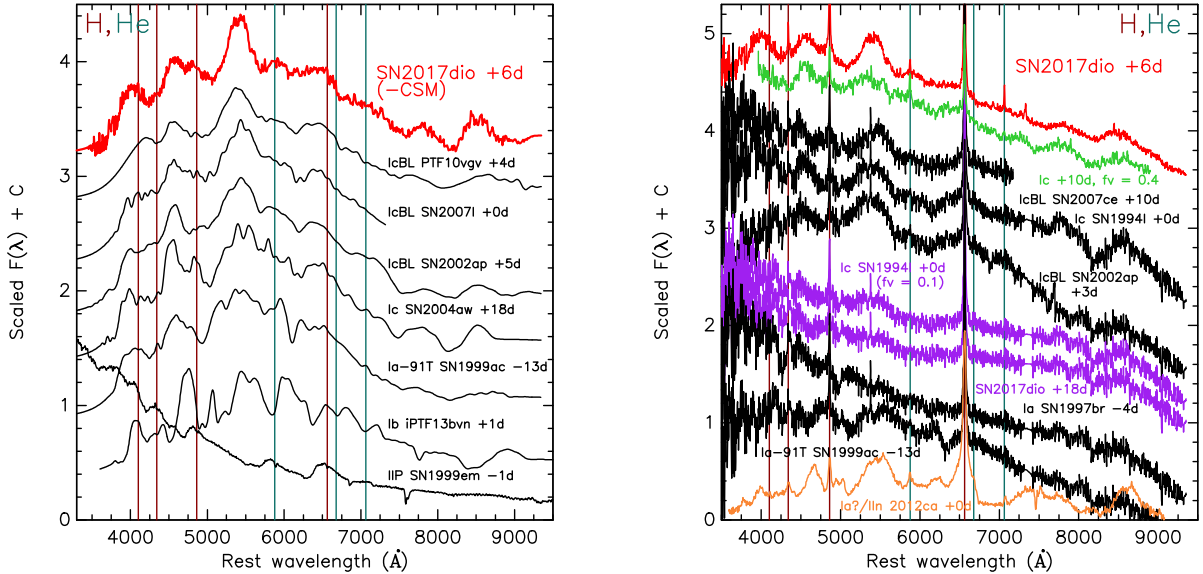 H,He
SN2017dio +6d
(−CSM)
IcBL PTF10vgv +4d
IcBL SN2007I +0d
IcBL SN2002ap +5d
Ic SN2004aw +18d
Ia−91T SN1999ac −13d
Ib iPTF13bvn +1d
IIP SN1999em −1d
Scaled F(λ) + C
0
1
2
3
4
4000
5000
6000
7000
8000
9000
Rest wavelength (Å)
H,He
SN2017dio +6d
Ic +10d, fv = 0.4
IcBL SN2007ce +10d
Ic SN1994I +0d
IcBL SN2002ap
+3d
Ic SN1994I +0d
(fv = 0.1)
SN2017dio +18d
Ia SN1997br −4d
Ia−91T SN1999ac −13d
Ia?/IIn 2012ca +0d
Scaled F(λ) + C
0
1
2
3
4
5
4000
5000
6000
7000
8000
9000
Rest wavelength (Å)